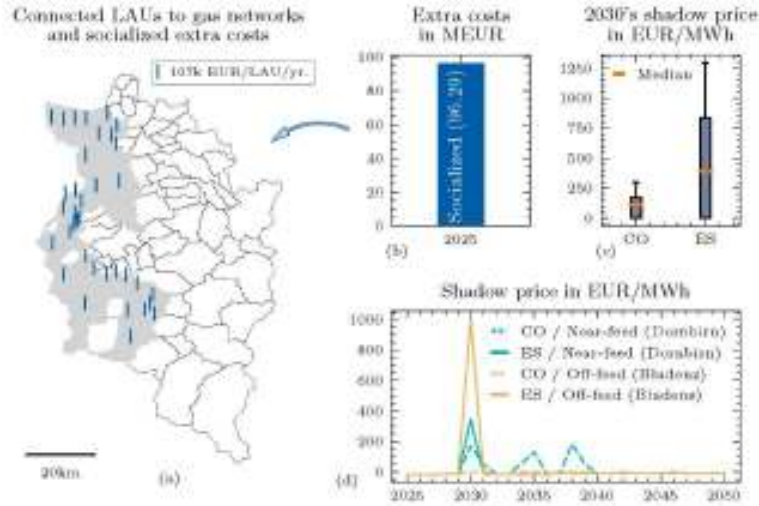 Connected LAUs to gas networks
and socialized extra costs
107k EUR/LAU/yr.
20km
(a)
Extra costs
in MEUR
100
80
60
40
20
0
Socialized (96.29)
2025
(b)
2030's shadow price
in EUR/MWh
1250
1000
750
500
250
0
Median
CO
ES
(c)
Shadow price in EUR/MWh
1000
800
600
400
200
0
CO / Near-feed (Dornbirn)
ES / Near-feed (Dornbirn)
CO / Off-feed (Bludenz)
ES / Off-feed (Bludenz)
2025
2030
2035
2040
2045
2050
(d)